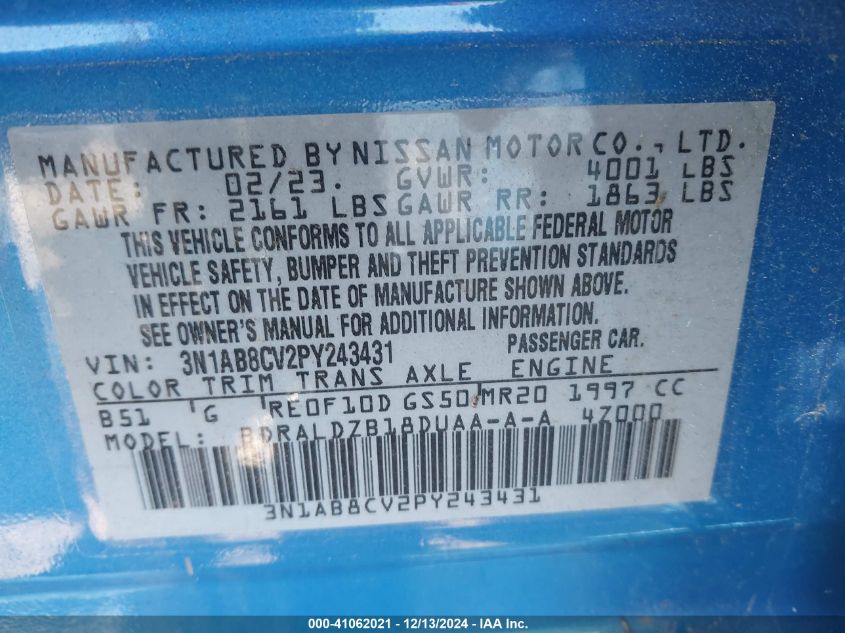 MANUFACTURED BY NISSAN MOTOR CO., LTD.
DATE: 02/23. GVWR: 4001 LBS
GAWR FR: 2161 LBS GAWR RR: 1863 LBS
THIS VEHICLE CONFORMS TO ALL APPLICABLE FEDERAL MOTOR
VEHICLE SAFETY, BUMPER AND THEFT PREVENTION STANDARDS
IN EFFECT ON THE DATE OF MANUFACTURE SHOWN ABOVE.
SEE OWNER'S MANUAL FOR ADDITIONAL INFORMATION.
VIN: 3N1AB8CV2PY243431 PASSENGER CAR.
COLOR TRIM TRANS AXLE ENGINE
B51 G RE0F10D GS50 MR20 1997 CC
MODEL: BDRALDZB18DUAA-A-A 4Z000
3N1AB8CV2PY243431
000-41062021 - 12/13/2024 - IAA Inc.